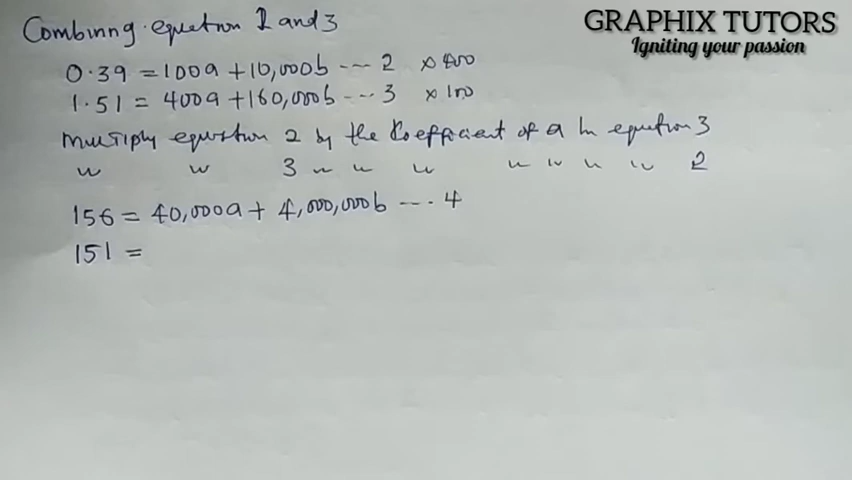 GRAPHIX TUTORS
Igniting your passion
Combining equation 2 and 3
0.39 = 100a + 10,000b --- 2 × 400
1.51 = 400a + 160,000b --- 3 × 100
Multiply equation 2 by the Coefficient of a in equation 3
" " 3 " " " " " " " 2
156 = 40,000a + 4,000,000b --- 4
151 =